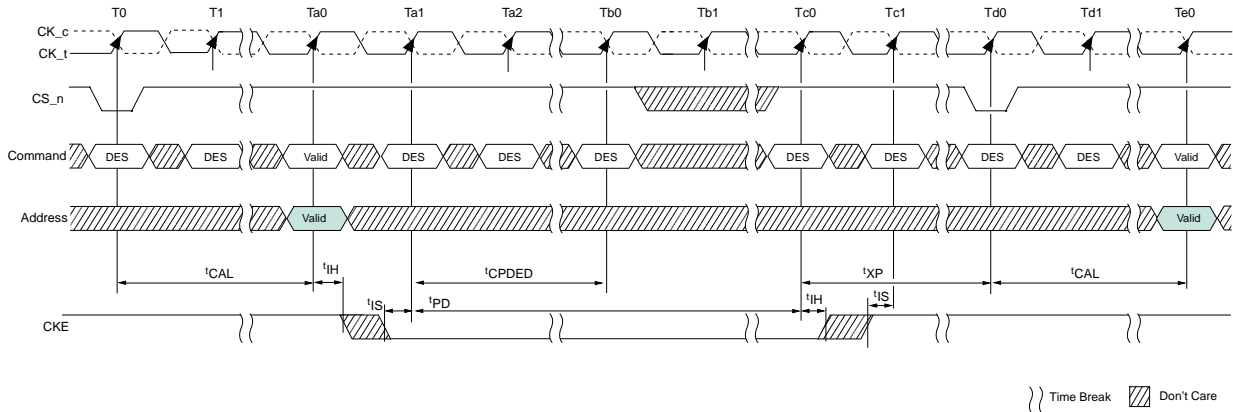 T0 T1 Ta0 Ta1 Ta2 Tb0 Tb1 Tc0 Tc1 Td0 Td1 Te0
CK_c
CK_t
CS_n
Command DES DES Valid DES DES DES DES DES DES DES Valid
Address Valid Valid
tCAL tIH tCPDED tXP tCAL
tIS tPD tIH tIS
CKE
Time Break Don't Care